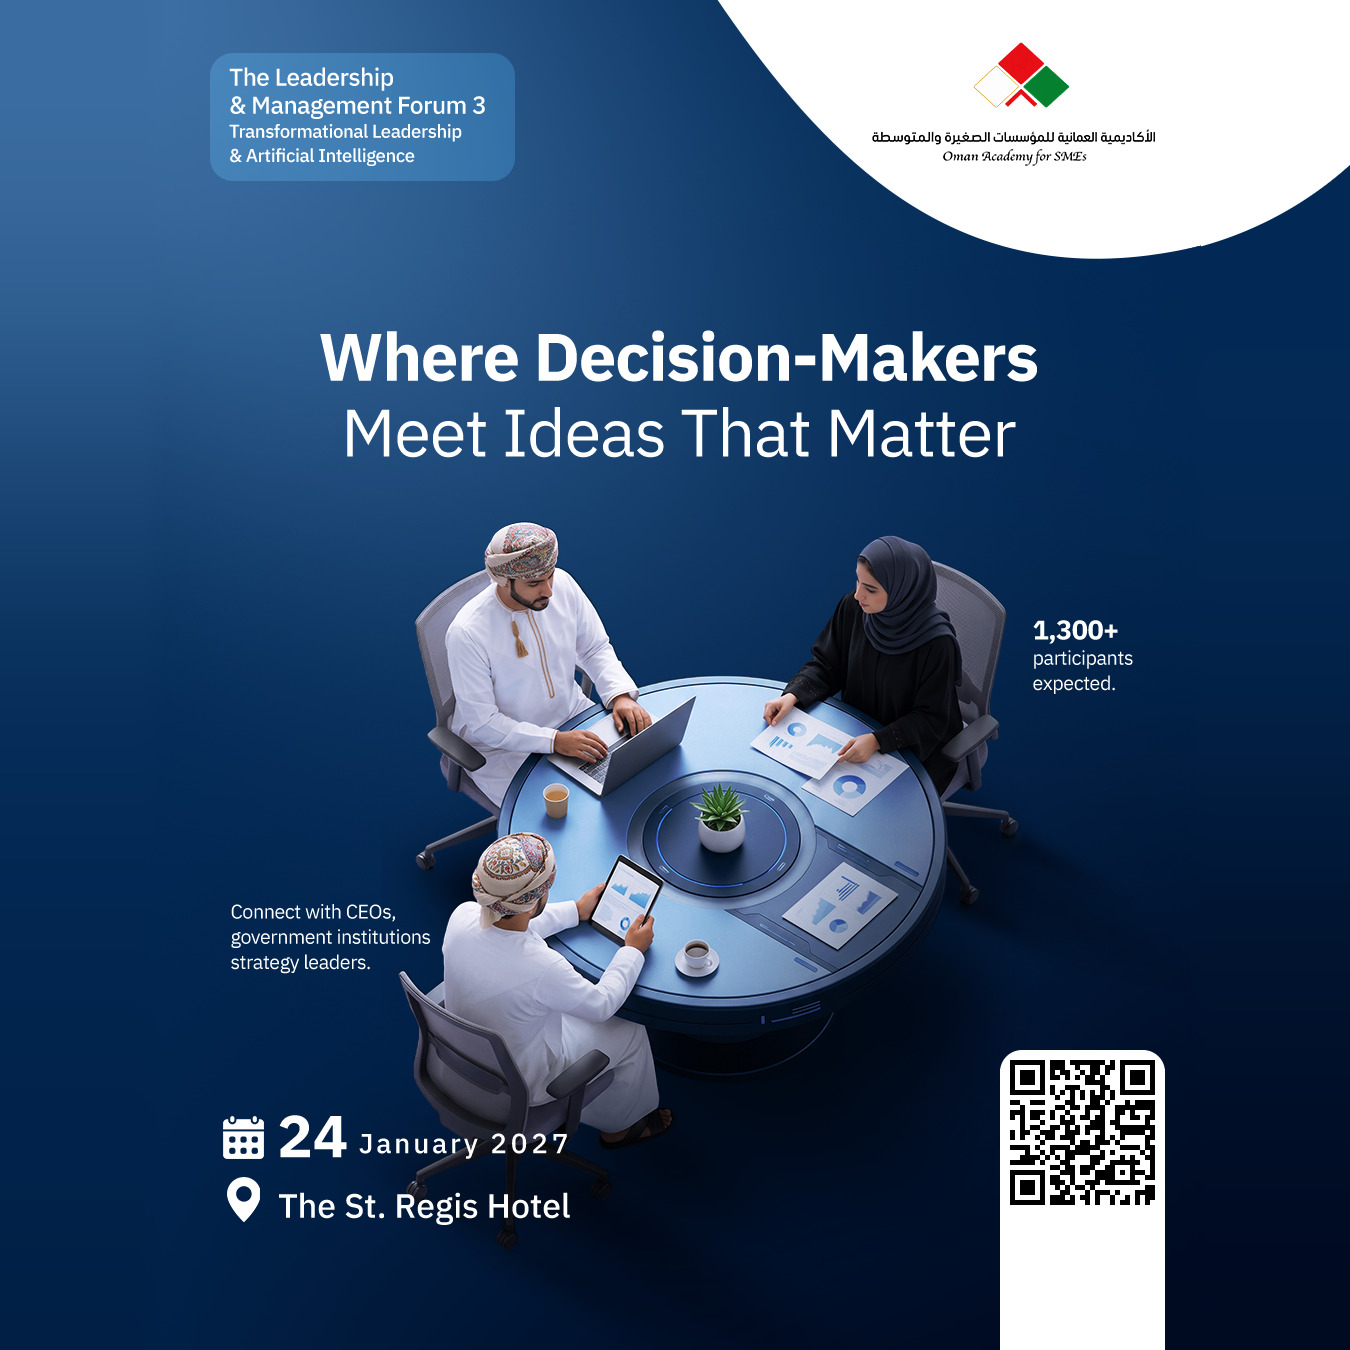 The Leadership
& Management Forum 3
Transformational Leadership
& Artificial Intelligence
الأكاديمية العمانية للمؤسسات الصغيرة والمتوسطة
Oman Academy for SMEs
Where Decision-Makers
Meet Ideas That Matter
1,300+
participants
expected.
Connect with CEOs,
government institutions
strategy leaders.
24 January 2027
The St. Regis Hotel